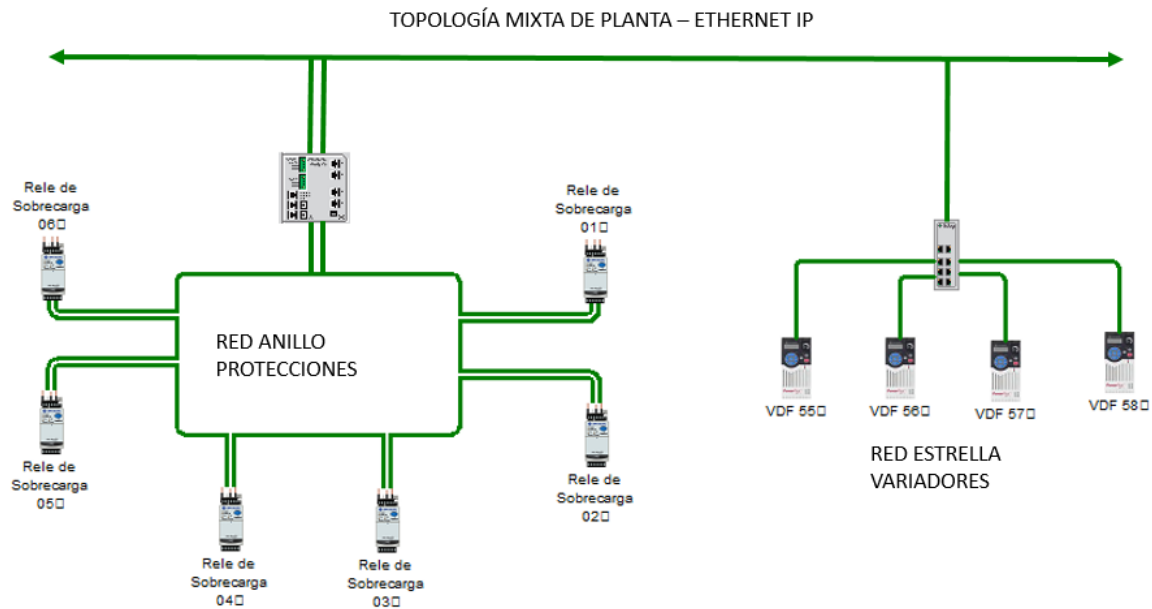 TOPOLOGÍA MIXTA DE PLANTA – ETHERNET IP
Rele de
Sobrecarga
06□
Rele de
Sobrecarga
01□
RED ANILLO
PROTECCIONES
Rele de
Sobrecarga
05□
Rele de
Sobrecarga
02□
Rele de
Sobrecarga
04□
Rele de
Sobrecarga
03□
VDF 55□
VDF 56□
VDF 57□
VDF 58□
RED ESTRELLA
VARIADORES